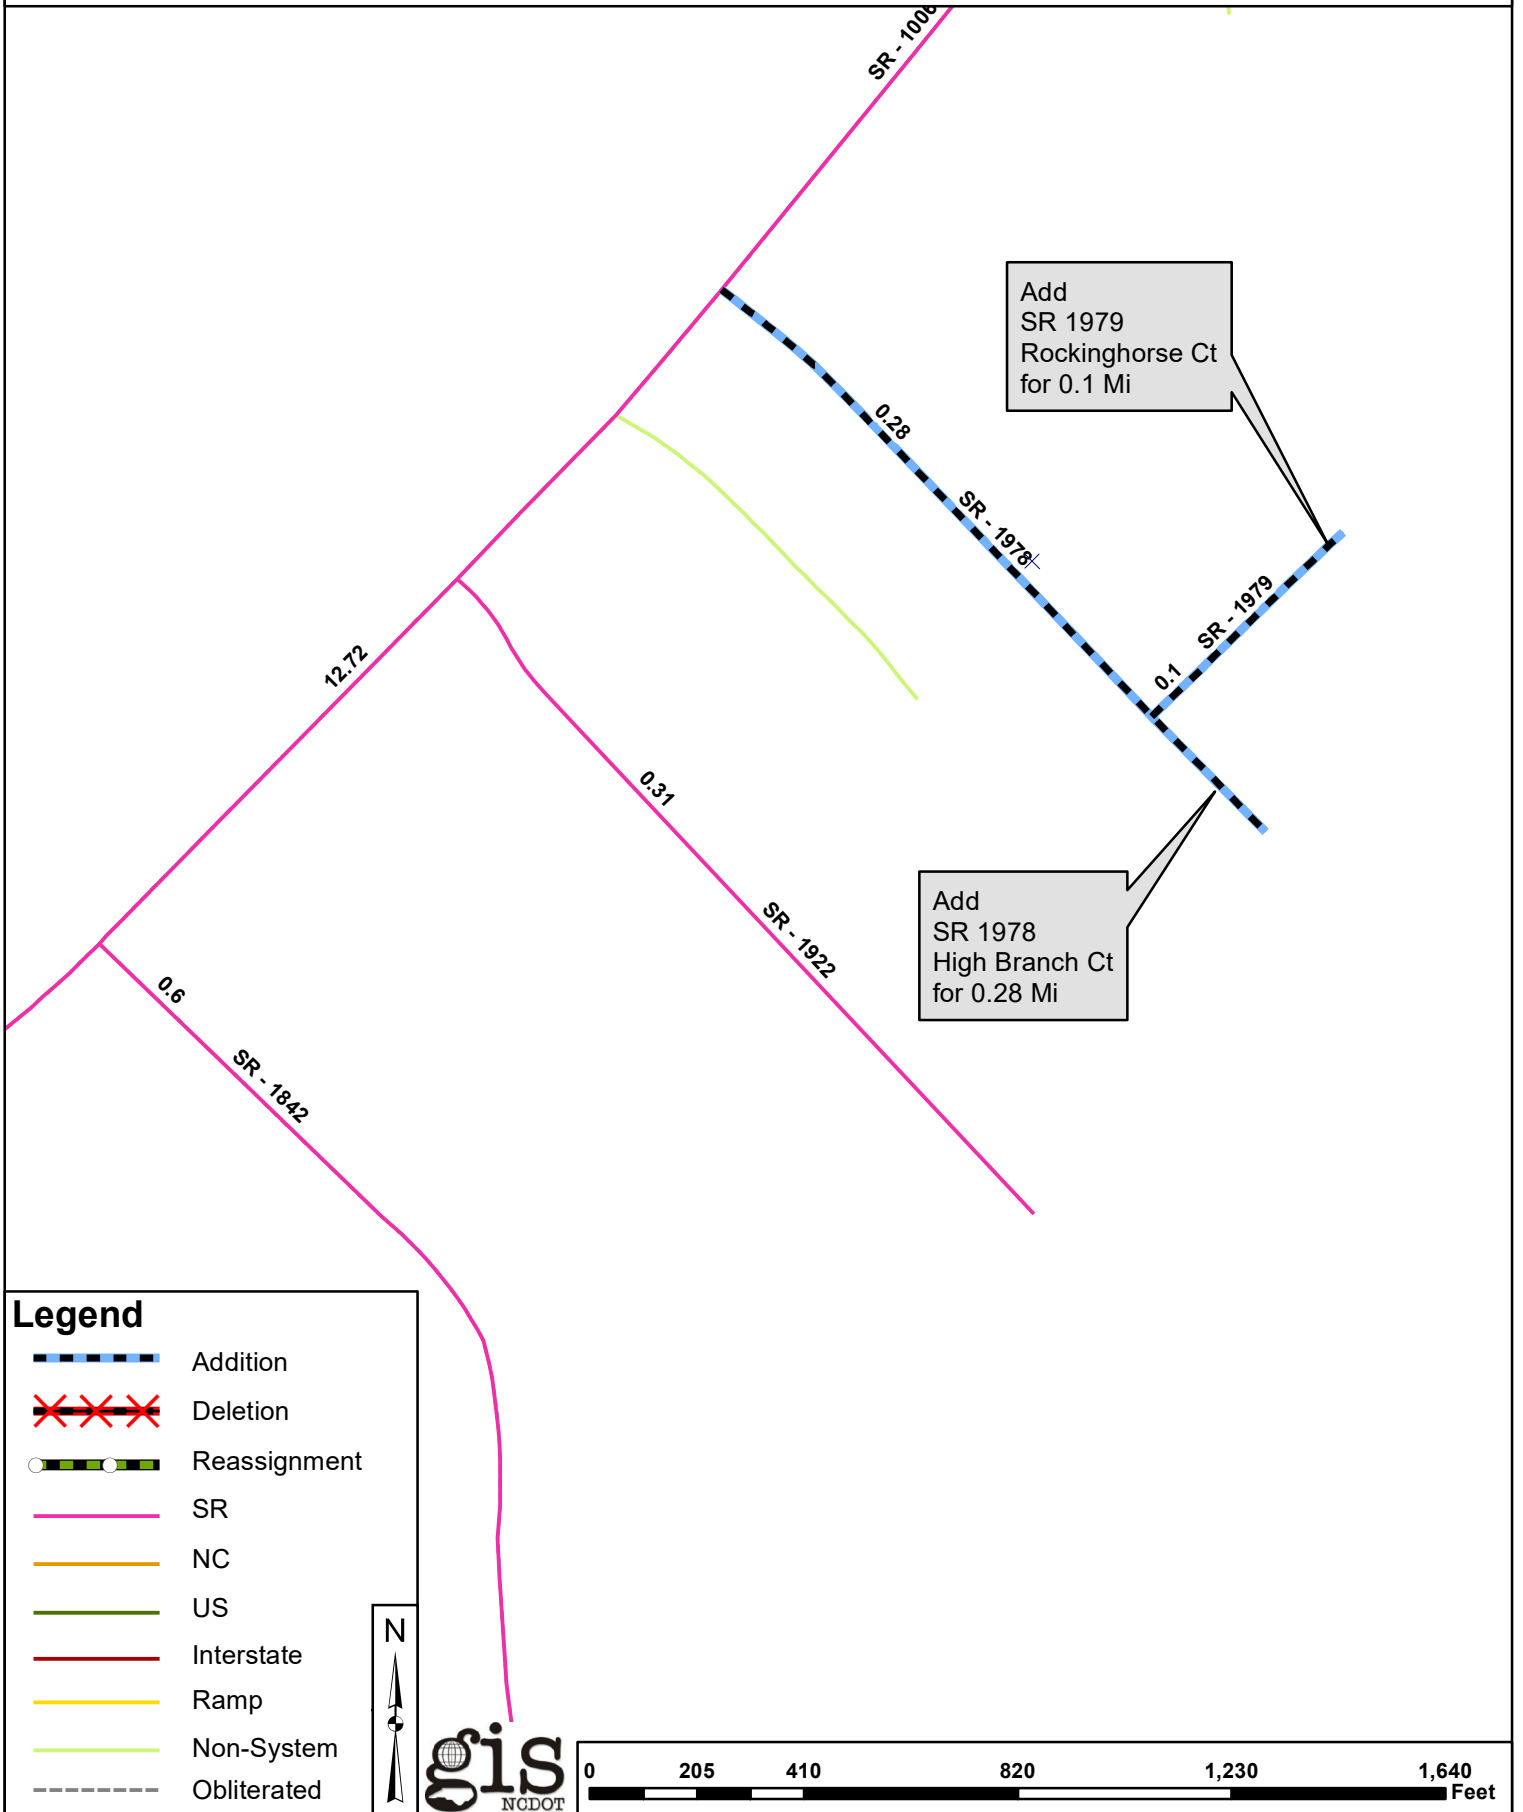 SR - 1006
Add
SR 1979
Rockinghorse Ct
for 0.1 Mi
0.28
SR - 1978
SR - 1979
0.1
12.72
0.31
SR - 1922
Add
SR 1978
High Branch Ct
for 0.28 Mi
0.6
SR - 1842
Legend
Addition
Deletion
Reassignment
SR
NC
US
Interstate
Ramp
Non-System
Obliterated
N
gis
NCDOT
0 205 410 820 1,230 1,640
Feet